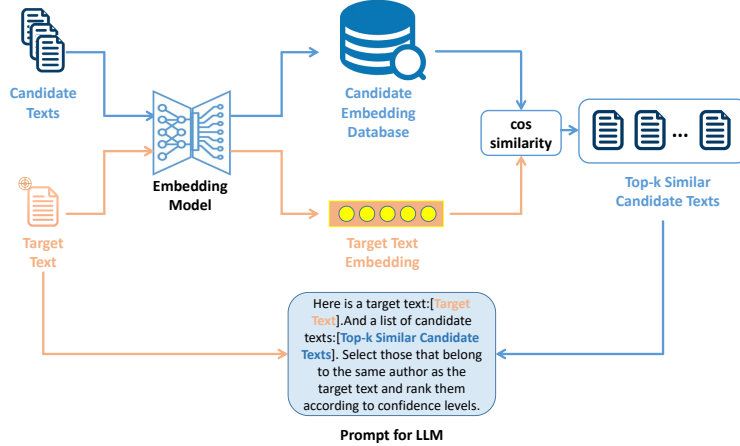 Candidate
Texts
Embedding
Model
Candidate
Embedding
Database
cos
similarity
...
Top-k Similar
Candidate Texts
Target
Text
Target Text
Embedding
Here is a target text:[Target
Text].And a list of candidate
texts:[Top-k Similar Candidate
Texts]. Select those that belong
to the same author as the
target text and rank them
according to confidence levels.
Prompt for LLM